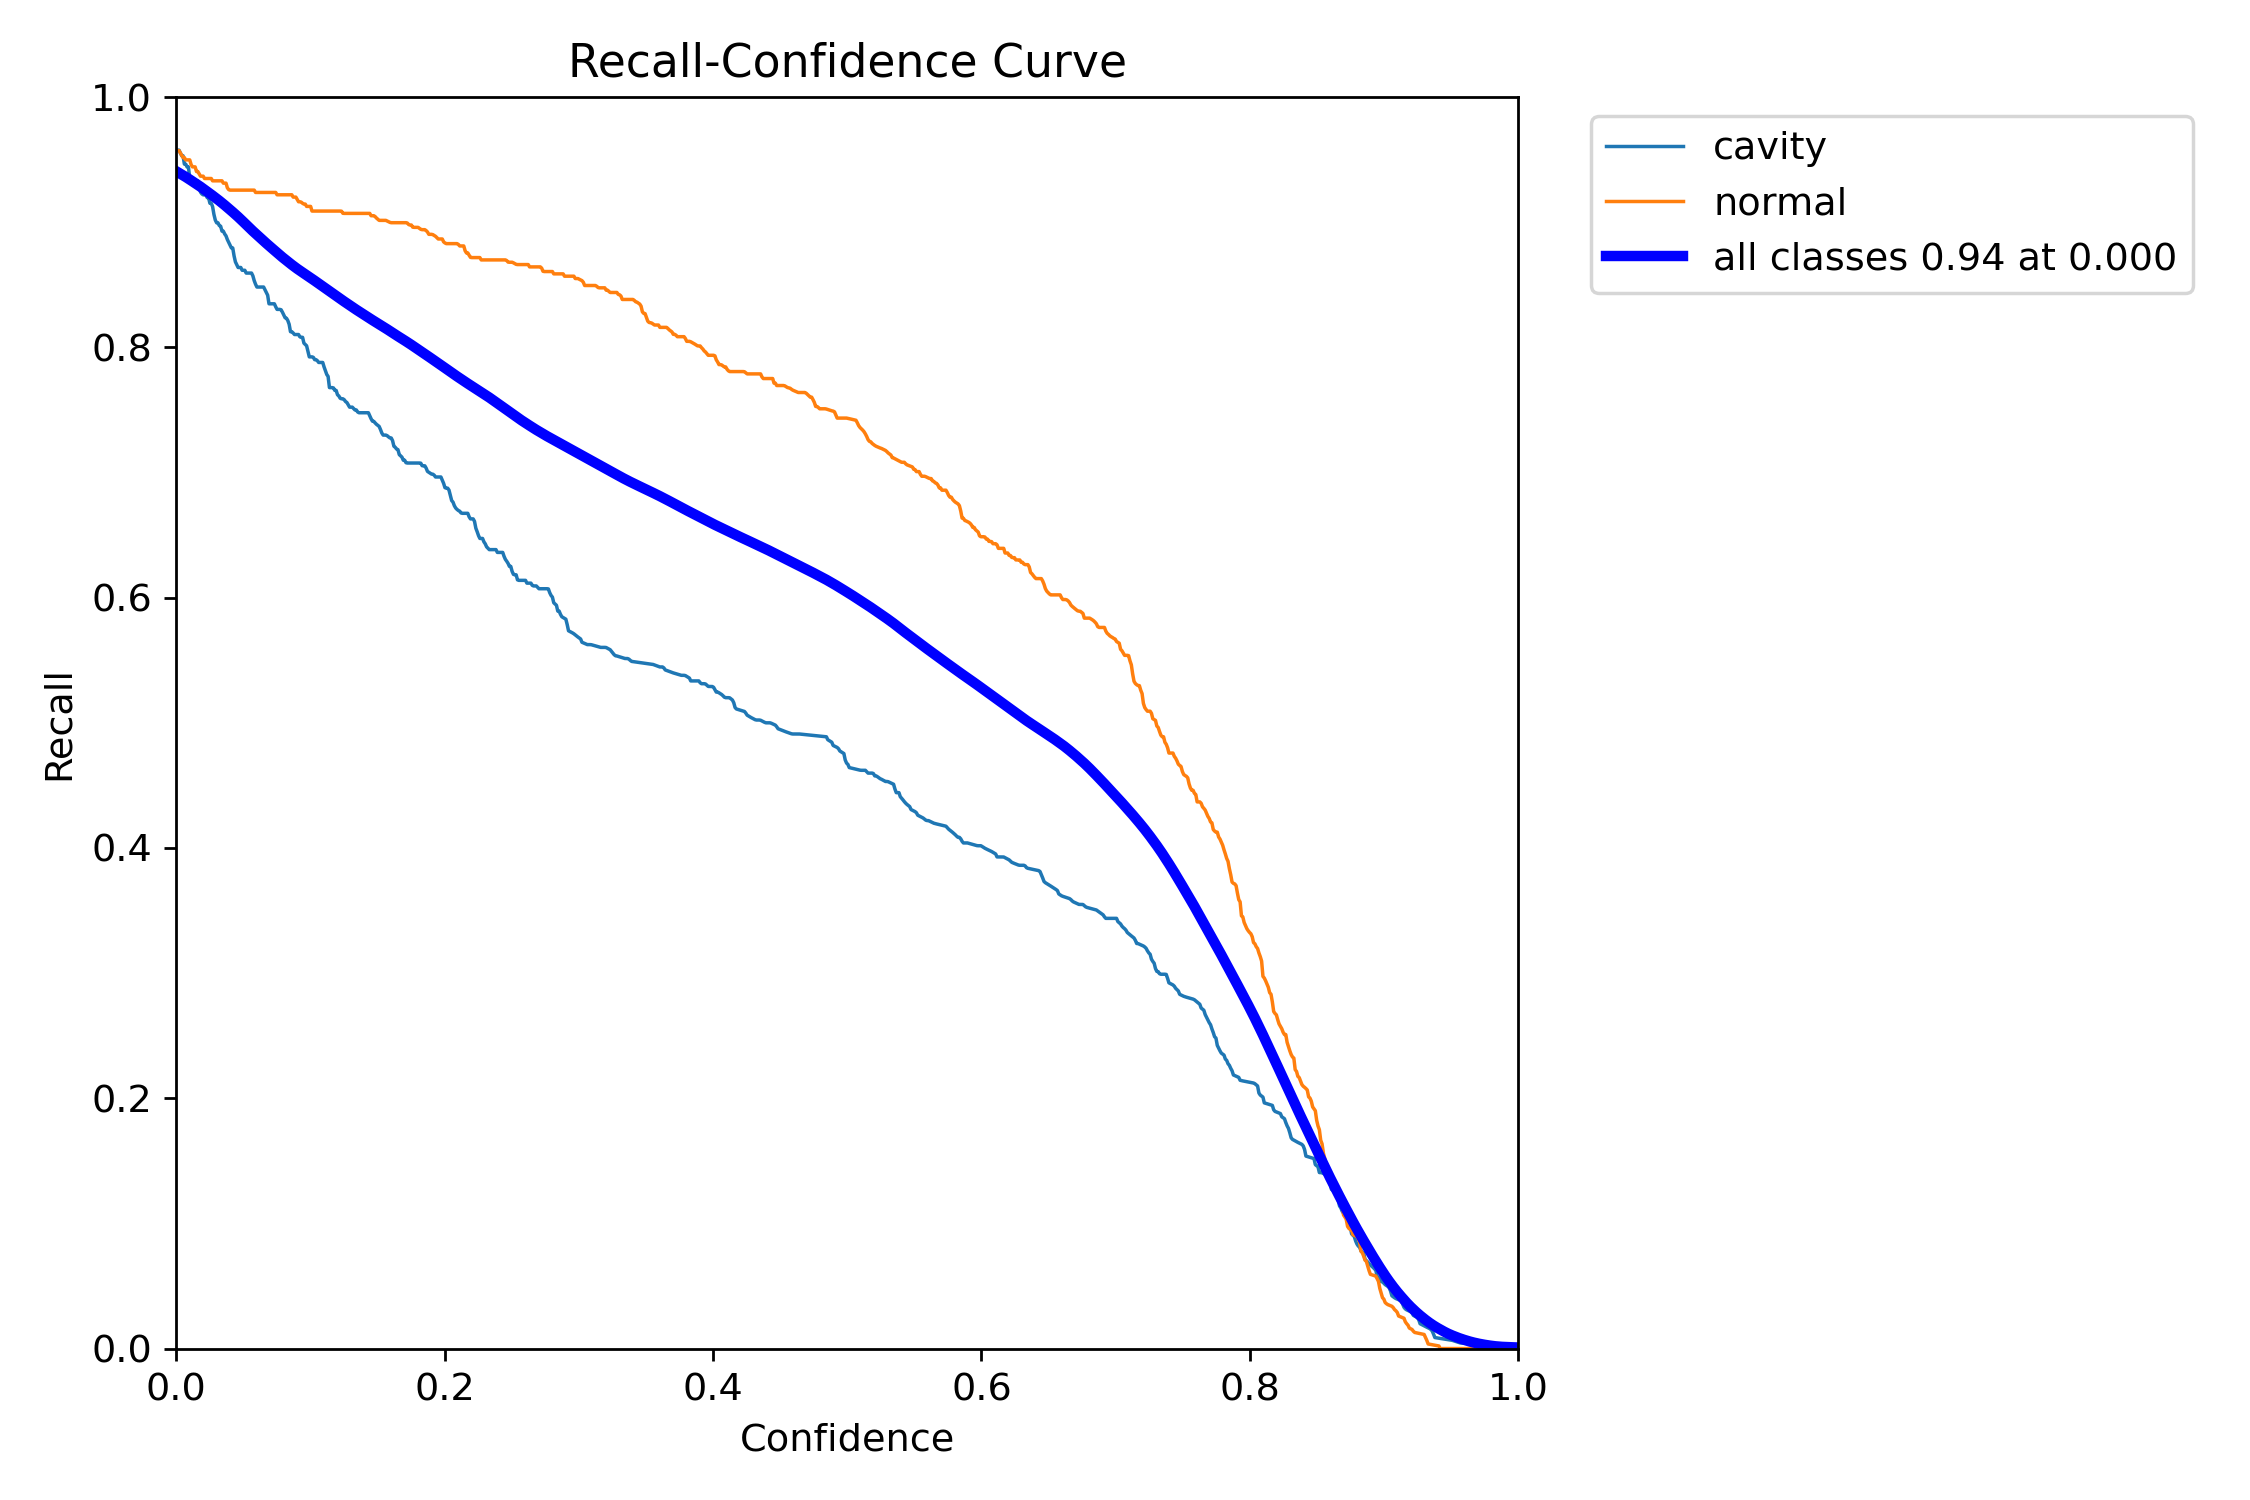 Recall-Confidence Curve
1.0
0.8
0.6
0.4
0.2
0.0
Recall
0.0 0.2 0.4 0.6 0.8 1.0
Confidence
cavity
normal
all classes 0.94 at 0.000